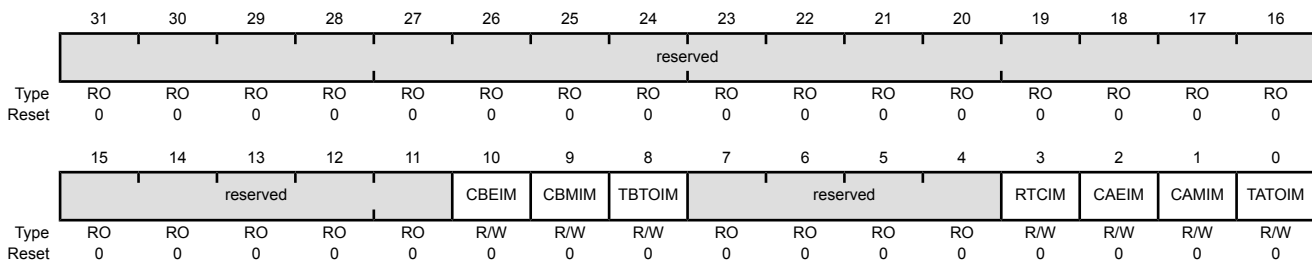 31 30 29 28 27 26 25 24 23 22 21 20 19 18 17 16
reserved
Type RO RO RO RO RO RO RO RO RO RO RO RO RO RO RO RO
Reset 0 0 0 0 0 0 0 0 0 0 0 0 0 0 0 0
15 14 13 12 11 10 9 8 7 6 5 4 3 2 1 0
reserved CBEIM CBMIM TBTOIM reserved RTCIM CAEIM CAMIM TATOIM
Type RO RO RO RO RO R/W R/W R/W RO RO RO RO R/W R/W R/W R/W
Reset 0 0 0 0 0 0 0 0 0 0 0 0 0 0 0 0